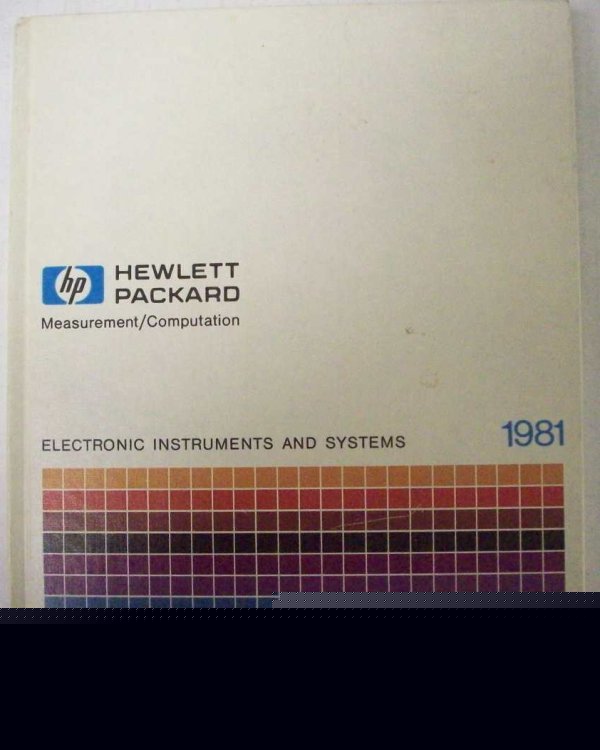 hp
HEWLETT
PACKARD
Measurement/Computation
ELECTRONIC INSTRUMENTS AND SYSTEMS 1981